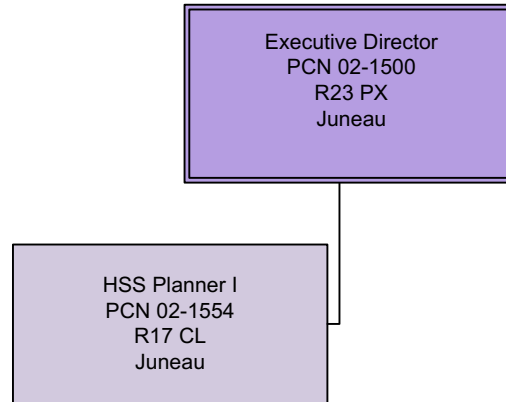 Executive Director
PCN 02-1500
R23 PX
Juneau
HSS Planner I
PCN 02-1554
R17 CL
Juneau